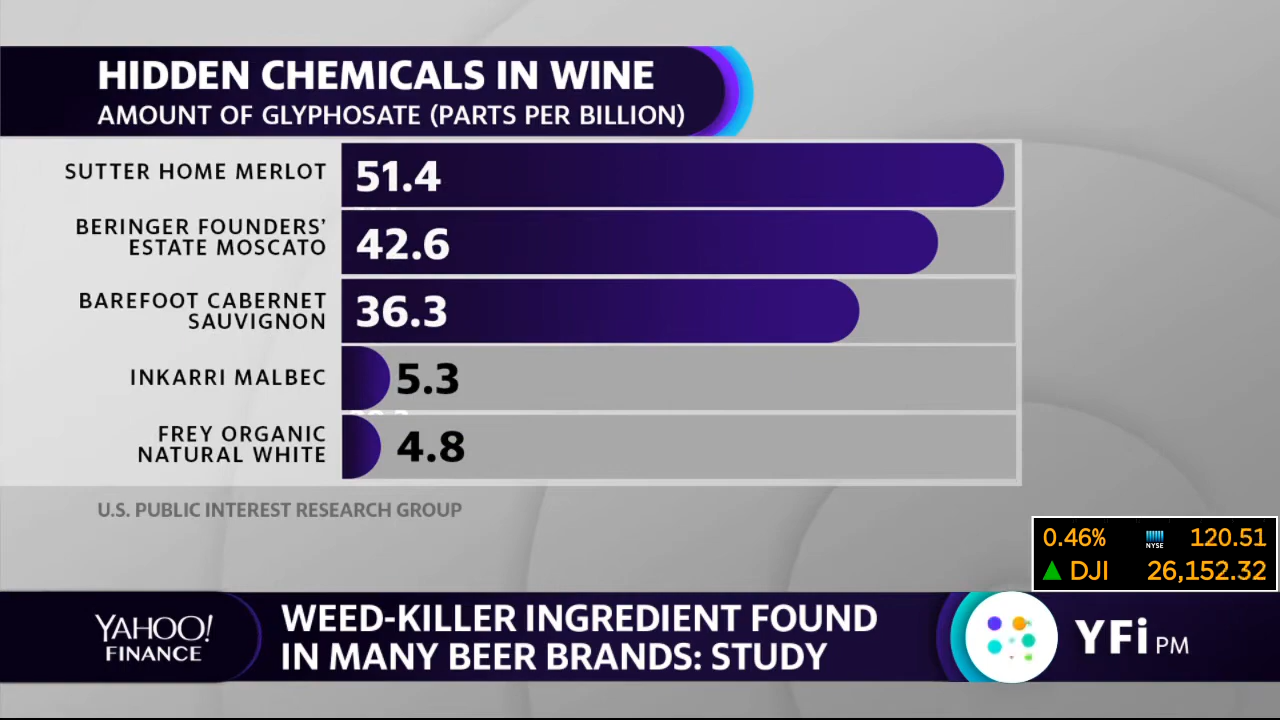 HIDDEN CHEMICALS IN WINE
AMOUNT OF GLYPHOSATE (PARTS PER BILLION)
SUTTER HOME MERLOT 51.4
BERINGER FOUNDERS'
ESTATE MOSCATO 42.6
BAREFOOT CABERNET
SAUVIGNON 36.3
INKARRI MALBEC 5.3
FREY ORGANIC
NATURAL WHITE 4.8
U.S. PUBLIC INTEREST RESEARCH GROUP
0.46% NYSE 120.51
DJI 26,152.32
YAHOO!
FINANCE
WEED-KILLER INGREDIENT FOUND
IN MANY BEER BRANDS: STUDY
YFi PM